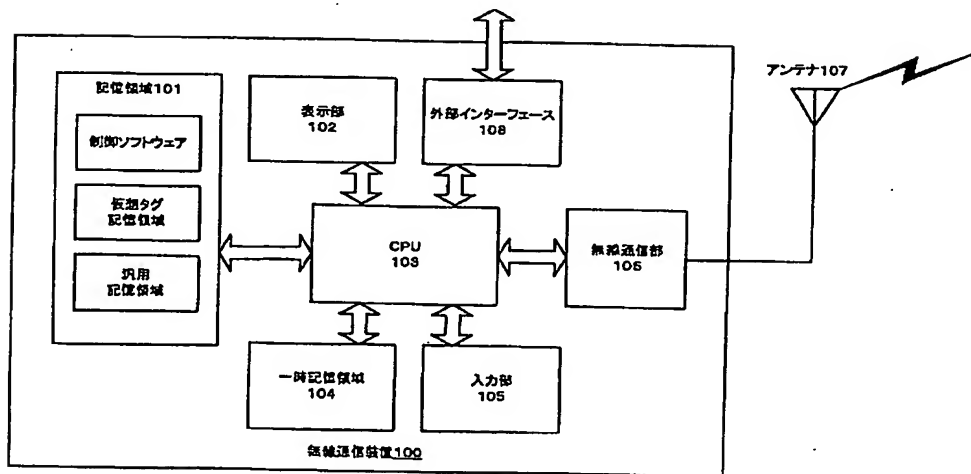 アンテナ107
記憶領域101
制御ソフトウェア
仮想タグ
記憶領域
汎用
記憶領域
表示部
102
外部インターフェース
108
CPU
103
無線通信部
106
一時記憶領域
104
入力部
105
無線通信装置100